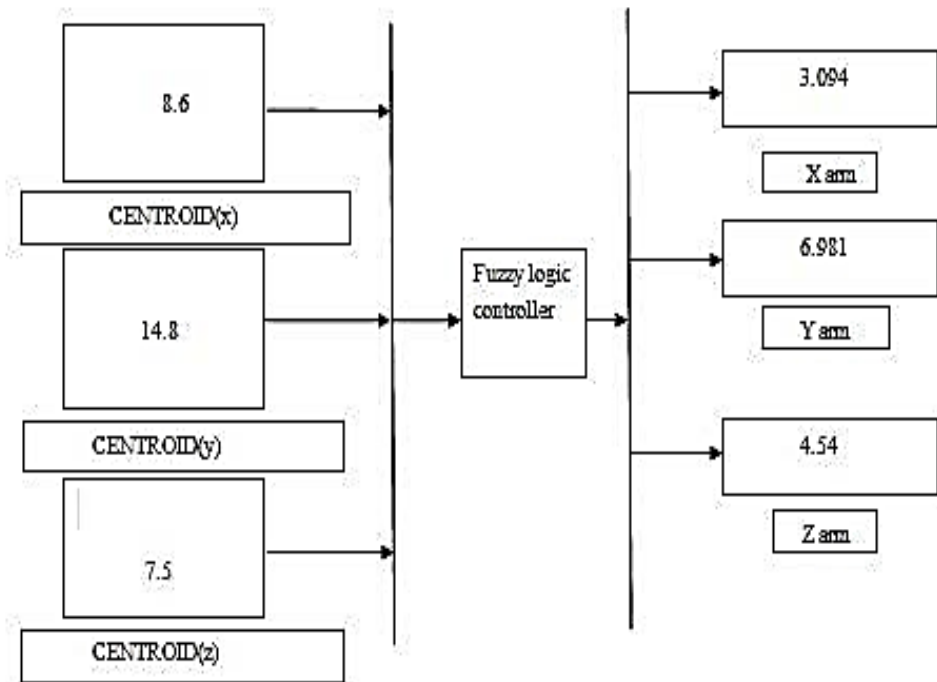 8.6
CENTROID(x)
14.8
CENTROID(y)
7.5
CENTROID(z)
Fuzzy logic
controller
3.094
X arm
6.981
Y arm
4.54
Z arm